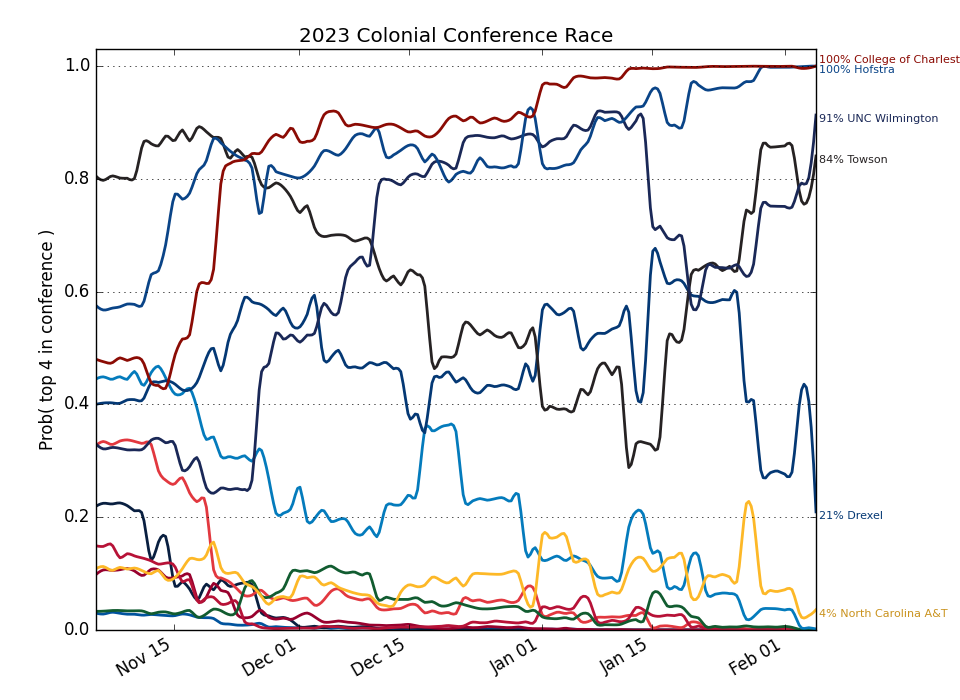 2023 Colonial Conference Race
Prob( top 4 in conference )
1.0
0.8
0.6
0.4
0.2
0.0
Nov 15
Dec 01
Dec 15
Jan 01
Jan 15
Feb 01
100% College of Charlest
100% Hofstra
91% UNC Wilmington
84% Towson
21% Drexel
4% North Carolina A&T